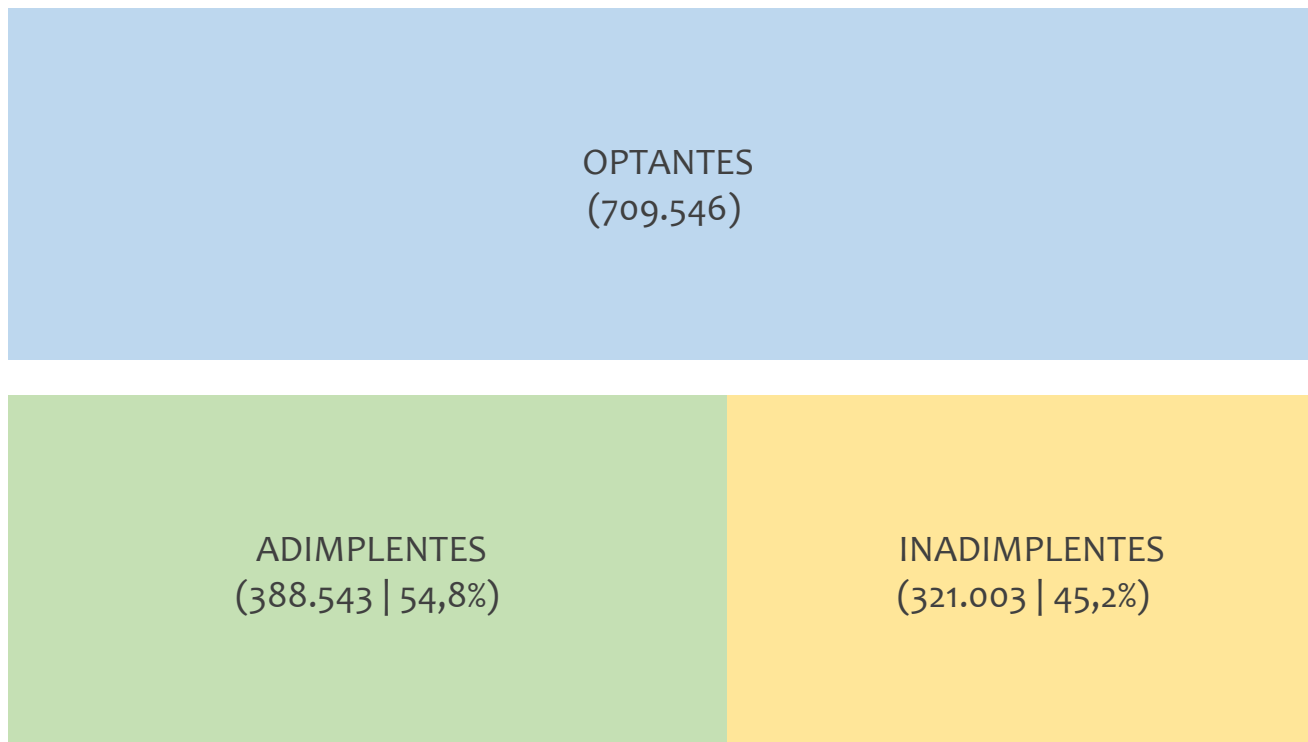 OPTANTES
(709.546)
ADIMPLENTES
(388.543 | 54,8%)
INADIMPLENTES
(321.003 | 45,2%)